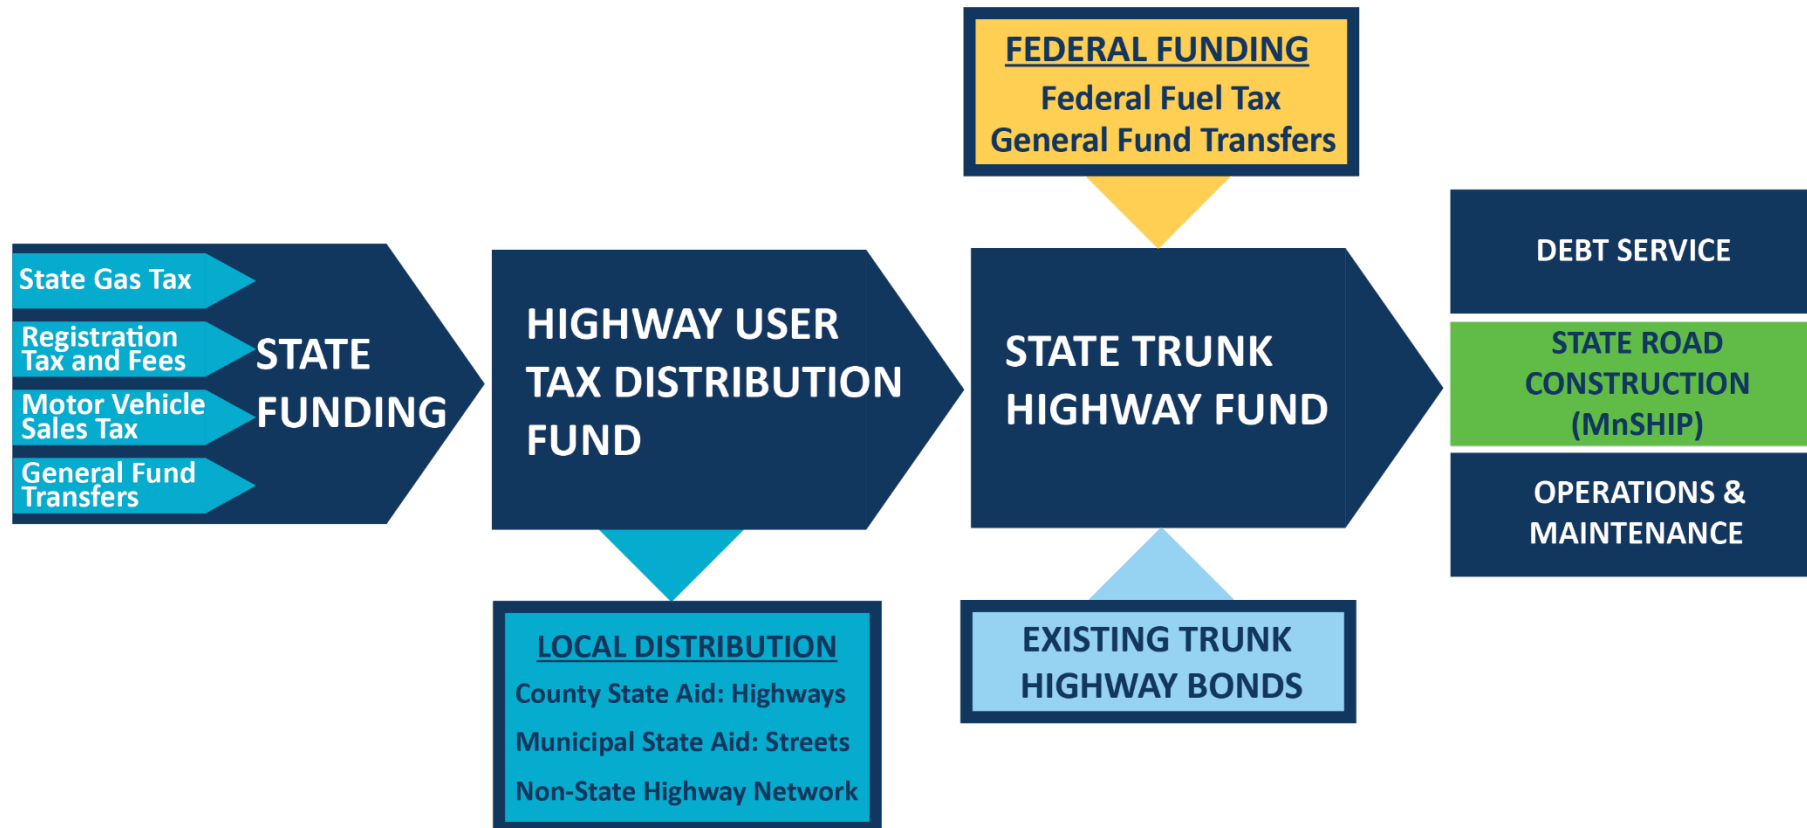 FEDERAL FUNDING
Federal Fuel Tax
General Fund Transfers
State Gas Tax
Registration
Tax and Fees
Motor Vehicle
Sales Tax
General Fund
Transfers
STATE
FUNDING
HIGHWAY USER
TAX DISTRIBUTION
FUND
STATE TRUNK
HIGHWAY FUND
DEBT SERVICE
STATE ROAD
CONSTRUCTION
(MnSHIP)
OPERATIONS &
MAINTENANCE
LOCAL DISTRIBUTION
County State Aid: Highways
Municipal State Aid: Streets
Non-State Highway Network
EXISTING TRUNK
HIGHWAY BONDS